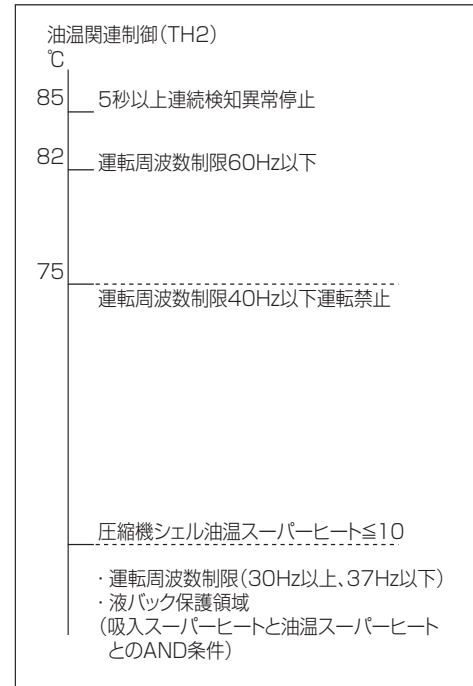 油温関連制御（TH2）
℃
85 5秒以上連続検知異常停止
82 運転周波数制限60Hz以下
75
運転周波数制限40Hz以下運転禁止
圧縮機シェル油温スーパーヒート≦10
・運転周波数制限（30Hz以上、37Hz以下）
・液バック保護領域
（吸入スーパーヒートと油温スーパーヒート
とのAND条件）